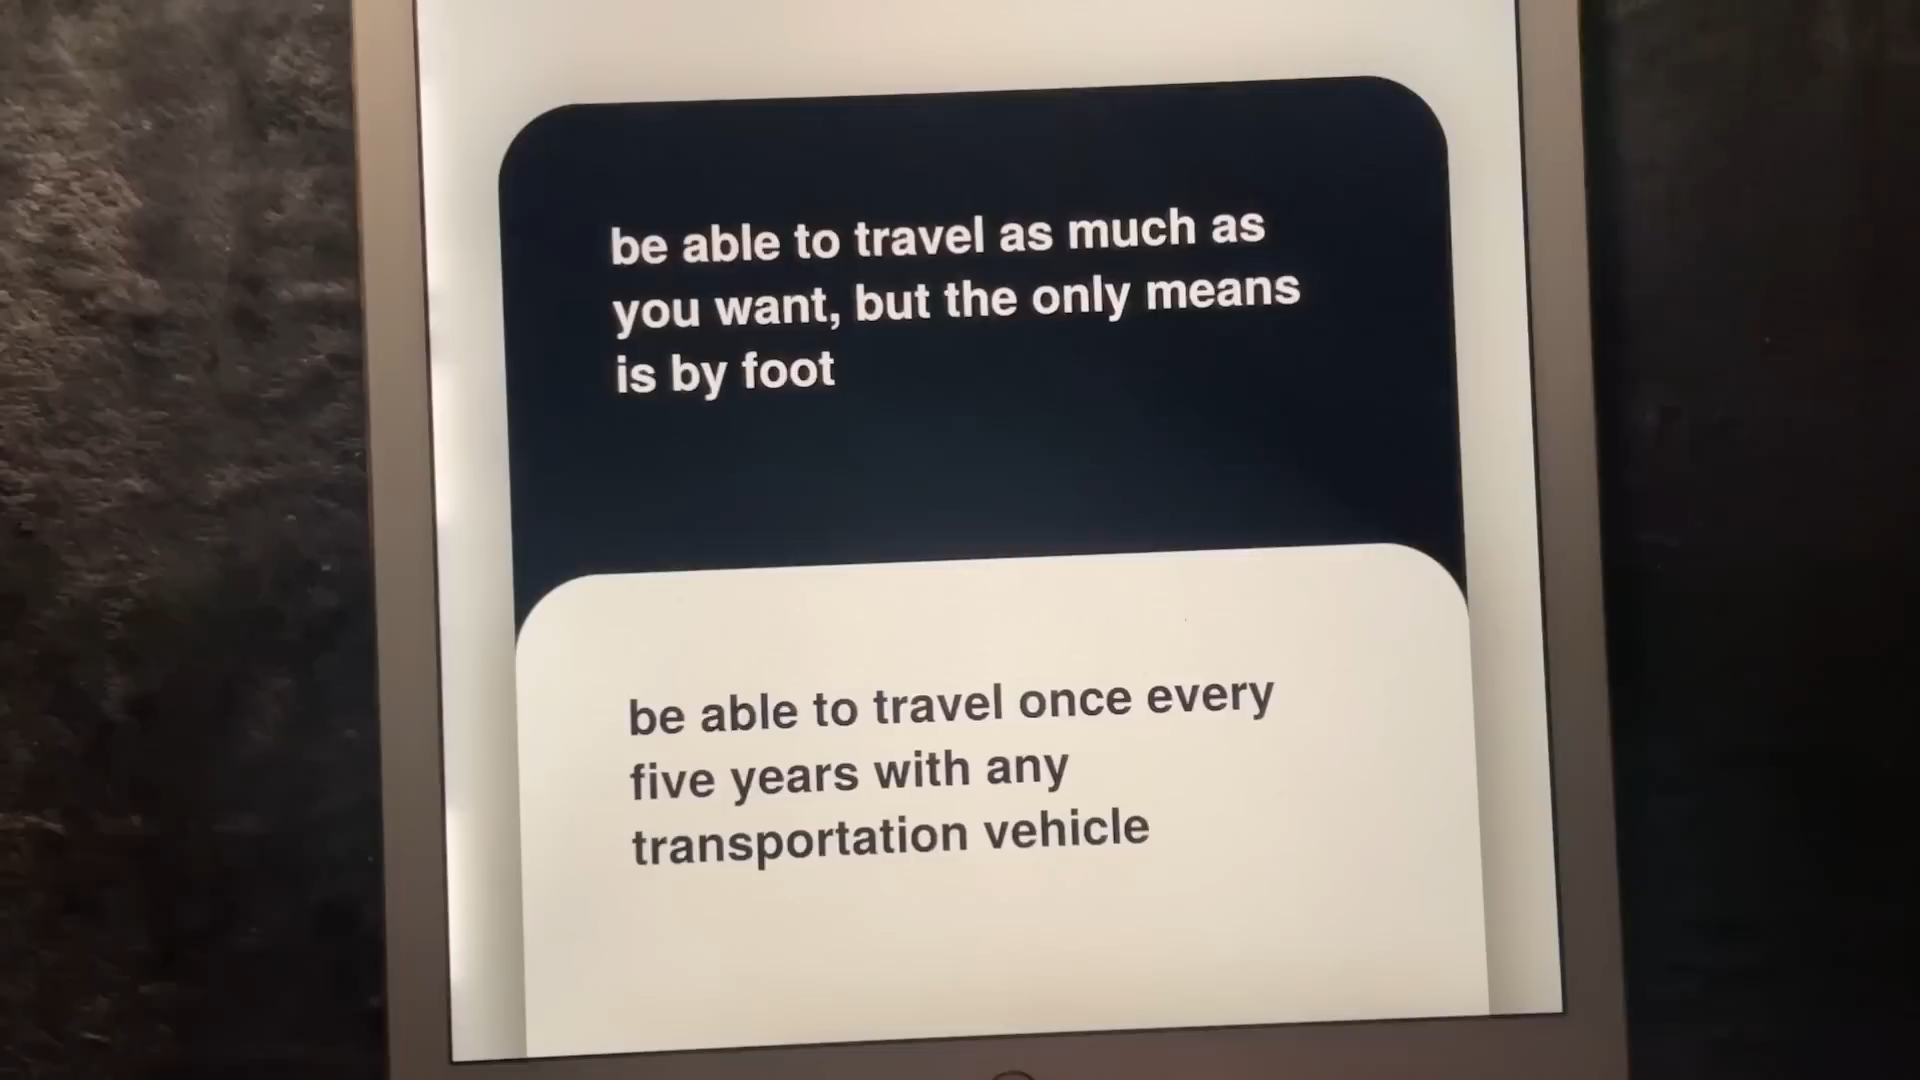 be able to travel as much as
you want, but the only means
is by foot
be able to travel once every
five years with any
transportation vehicle